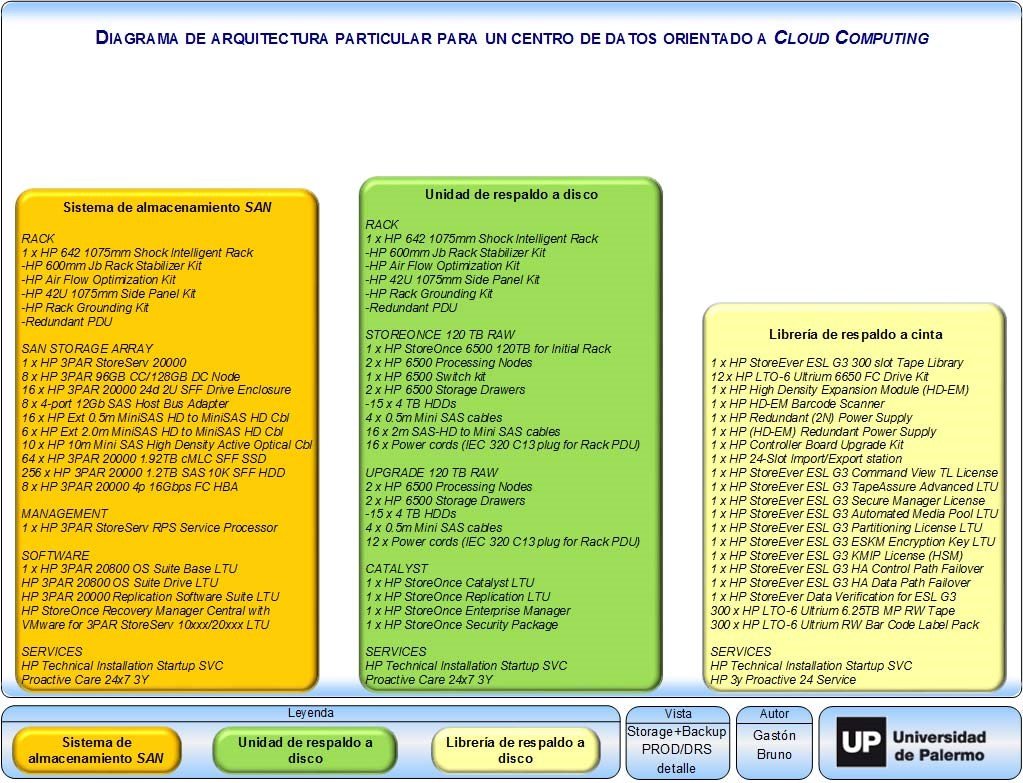 DIAGRAMA DE ARQUITECTURA PARTICULAR PARA UN CENTRO DE DATOS ORIENTADO A CLOUD COMPUTING
Sistema de almacenamiento SAN
RACK
1 x HP 642 1075mm Shock Intelligent Rack
-HP 600mm Jb Rack Stabilizer Kit
-HP Air Flow Optimization Kit
-HP 42U 1075mm Side Panel Kit
-HP Rack Grounding Kit
-Redundant PDU
SAN STORAGE ARRAY
1 x HP 3PAR StoreServ 20000
8 x HP 3PAR 96GB CC/128GB DC Node
16 x HP 3PAR 20000 24d 2U SFF Drive Enclosure
8 x 4-port 12Gb SAS Host Bus Adapter
16 x HP Ext 0.5m MiniSAS HD to MiniSAS HD Cbl
6 x HP Ext 2.0m MiniSAS HD to MiniSAS HD Cbl
10 x HP 10m Mini SAS High Density Active Optical Cbl
64 x HP 3PAR 20000 1.92TB cMLC SFF SSD
256 x HP 3PAR 20000 1.2TB SAS 10K SFF HDD
8 x HP 3PAR 20000 4p 16Gbps FC HBA
MANAGEMENT
1 x HP 3PAR StoreServ RPS Service Processor
SOFTWARE
1 x HP 3PAR 20800 OS Suite Base LTU
HP 3PAR 20800 OS Suite Drive LTU
HP 3PAR 20000 Replication Software Suite LTU
HP StoreOnce Recovery Manager Central with
VMware for 3PAR StoreServ 10xxx/20xxx LTU
SERVICES
HP Technical Installation Startup SVC
Proactive Care 24x7 3Y
Unidad de respaldo a disco
RACK
1 x HP 642 1075mm Shock Intelligent Rack
-HP 600mm Jb Rack Stabilizer Kit
-HP Air Flow Optimization Kit
-HP 42U 1075mm Side Panel Kit
-HP Rack Grounding Kit
-Redundant PDU
STOREONCE 120 TB RAW
1 x HP StoreOnce 6500 120TB for Initial Rack
2 x HP 6500 Processing Nodes
1 x HP 6500 Switch kit
2 x HP 6500 Storage Drawers
-15 x 4 TB HDDs
4 x 0.5m Mini SAS cables
16 x 2m SAS-HD to Mini SAS cables
16 x Power cords (IEC 320 C13 plug for Rack PDU)
UPGRADE 120 TB RAW
2 x HP 6500 Processing Nodes
2 x HP 6500 Storage Drawers
-15 x 4 TB HDDs
4 x 0.5m Mini SAS cables
12 x Power cords (IEC 320 C13 plug for Rack PDU)
CATALYST
1 x HP StoreOnce Catalyst LTU
1 x HP StoreOnce Replication LTU
1 x HP StoreOnce Enterprise Manager
1 x HP StoreOnce Security Package
SERVICES
HP Technical Installation Startup SVC
Proactive Care 24x7 3Y
Librería de respaldo a cinta
1 x HP StoreEver ESL G3 300 slot Tape Library
12 x HP LTO-6 Ultrium 6650 FC Drive Kit
1 x HP High Density Expansion Module (HD-EM)
1 x HP HD-EM Barcode Scanner
1 x HP Redundant (2N) Power Supply
1 x HP (HD-EM) Redundant Power Supply
1 x HP Controller Board Upgrade Kit
1 x HP 24-Slot Import/Export station
1 x HP StoreEver ESL G3 Command View TL License
1 x HP StoreEver ESL G3 TapeAssure Advanced LTU
1 x HP StoreEver ESL G3 Secure Manager License
1 x HP StoreEver ESL G3 Automated Media Pool LTU
1 x HP StoreEver ESL G3 Partitioning License LTU
1 x HP StoreEver ESL G3 ESKM Encryption Key LTU
1 x HP StoreEver ESL G3 KMIP License (HSM)
1 x HP StoreEver ESL G3 HA Control Path Failover
1 x HP StoreEver ESL G3 HA Data Path Failover
1 x HP StoreEver Data Verification for ESL G3
300 x HP LTO-6 Ultrium 6.25TB MP RW Tape
300 x HP LTO-6 Ultrium RW Bar Code Label Pack
SERVICES
HP Technical Installation Startup SVC
HP 3y Proactive 24 Service
Leyenda
Sistema de
almacenamiento SAN
Unidad de respaldo a
disco
Librería de respaldo a
disco
Vista
Storage+Backup
PROD/DRS
detalle
Autor
Gastón
Bruno
UP
Universidad
de Palermo